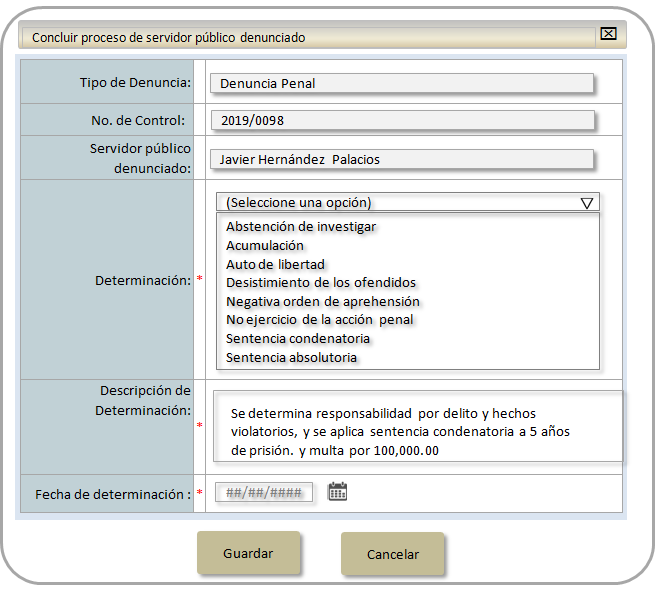 Concluir proceso de servidor público denunciado
Tipo de Denuncia:
Denuncia Penal
No. de Control:
2019/0098
Servidor público
denunciado:
Javier Hernández Palacios
Determinación: *
(Seleccione una opción)
Abstención de investigar
Acumulación
Auto de libertad
Desistimiento de los ofendidos
Negativa orden de aprehensión
No ejercicio de la acción penal
Sentencia condenatoria
Sentencia absolutoria
Descripción de
Determinación:
*
Se determina responsabilidad por delito y hechos
violatorios, y se aplica sentencia condenatoria a 5 años
de prisión. y multa por 100,000.00
Fecha de determinación : *
##/##/####
Guardar
Cancelar